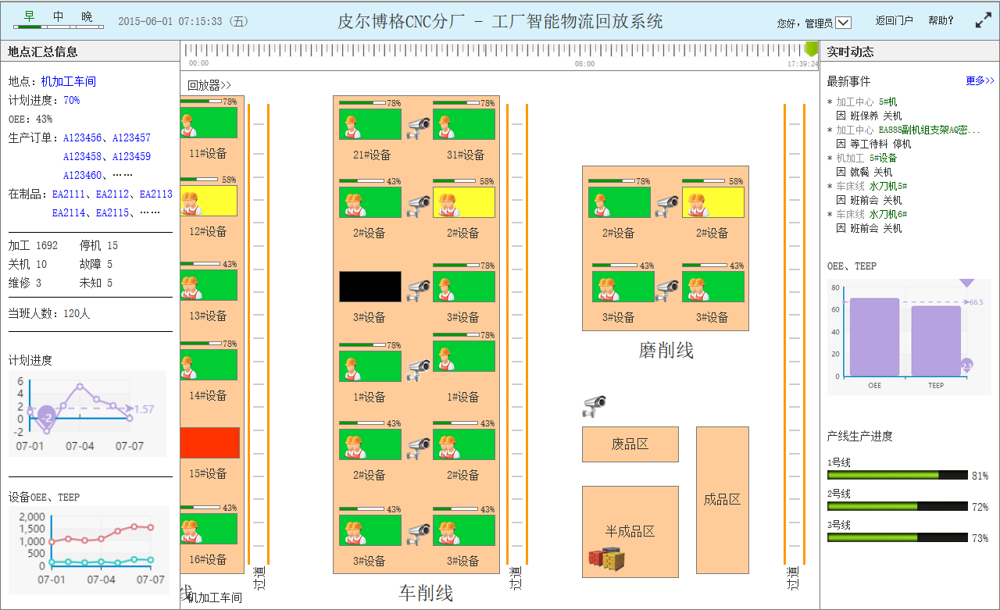 早 中 晚
2015-06-01 07:15:33 (五)
皮尔博格CNC分厂 - 工厂智能物流回放系统
您好，管理员
返回门户 帮助?
地点汇总信息
地点：机加工车间
计划进度：70%
OEE：43%
生产订单：A123456、A123457
A123458、A123459
A123460、……
在制品：EA2111、EA2112、EA2113
EA2114、EA2115、……
加工 1692 停机 15
关机 10 故障 5
维修 3 未知 5
当班人数：120人
计划进度
6
4
2
0
-2
-2
1.57
07-01 07-04 07-07
设备OEE、TEEP
2,000
1,500
1,000
500
0
07-01 07-04 07-07
00:00 08:00 17:39:24
回放器>>
78%
11#设备
58%
12#设备
43%
13#设备
78%
14#设备
15#设备
43%
16#设备
线
机加工车间
过道
78% 78%
21#设备 31#设备
43% 58%
2#设备 2#设备
78%
3#设备 3#设备
78% 78%
1#设备 1#设备
43% 43%
2#设备 2#设备
43% 43%
3#设备 3#设备
车削线
过道
78% 58%
2#设备 2#设备
43% 43%
3#设备 3#设备
磨削线
废品区
成品区
半成品区
过道
实时动态
最新事件 更多>>
* 加工中心 5#机
因 班保养 关机
* 加工中心 EA888副机组支架AQ密...
因 等工待料 停机
* 机加工 5#设备
因 就餐 关机
* 车床线 水刀机5#
因 班前会 关机
* 车床线 水刀机6#
因 班前会 关机
OEE、TEEP
80
60
40
20
0
66.5
2.3
OEE TEEP
产线生产进度
1号线
81%
2号线
72%
3号线
73%